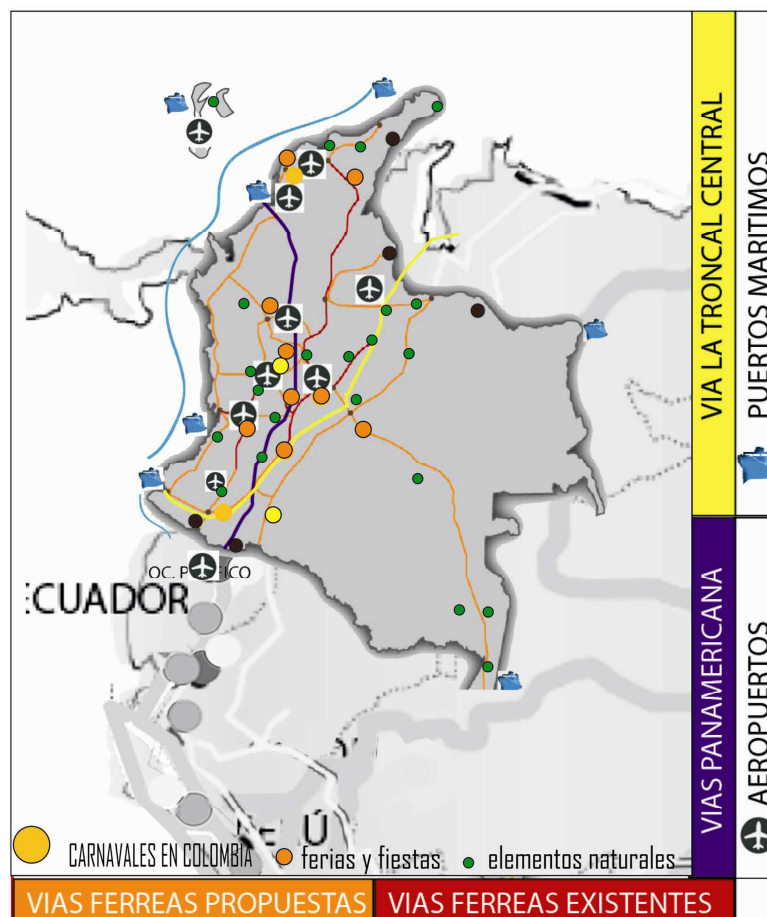 VIA LA TRONCAL CENTRAL
PUERTOS MARITIMOS
ECUADOR
VIAS PANAMERICANA
AEROPUERTOS
CARNAVALES EN COLOMBIA
ferias y fiestas
elementos naturales
VIAS FERREAS PROPUESTAS
VIAS FERREAS EXISTENTES